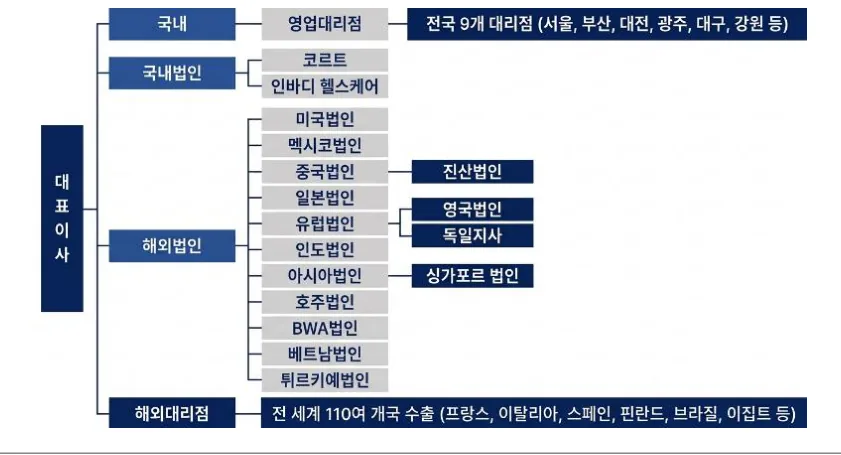 대표이사
국내
영업대리점
전국 9개 대리점 (서울, 부산, 대전, 광주, 대구, 강원 등)
국내법인
코르트
인바디 헬스케어
해외법인
미국법인
멕시코법인
중국법인
진산법인
일본법인
유럽법인
영국법인
독일지사
인도법인
아시아법인
싱가포르 법인
호주법인
BWA법인
베트남법인
튀르키예법인
해외대리점
전 세계 110여 개국 수출 (프랑스, 이탈리아, 스페인, 핀란드, 브라질, 이집트 등)